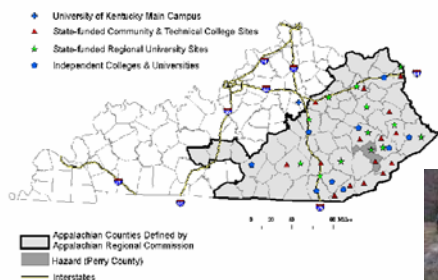 University of Kentucky Main Campus
State-funded Community & Technical College Sites
State-funded Regional University Sites
Independent Colleges & Universities
Appalachian Counties Defined by
Appalachian Regional Commission
Hazard (Perry County)
Interstates